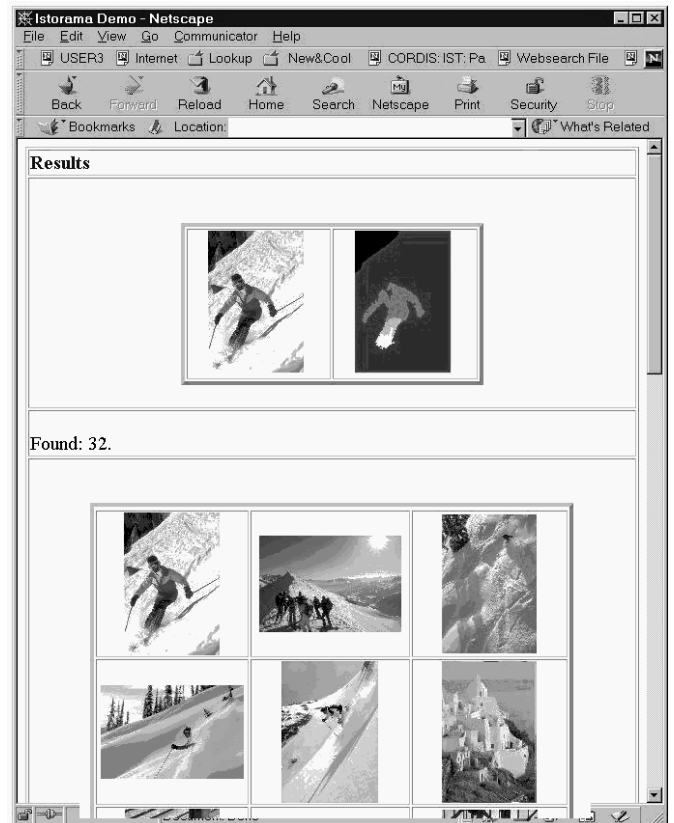 Istorama Demo - Netscape
File Edit View Go Communicator Help
USER3 Internet Lookup New&Cool CORDIS: IST: Pa Websearch File N
Back Forward Reload Home Search Netscape Print Security Stop
My
Bookmarks Location: What's Related
Results
Found: 32.